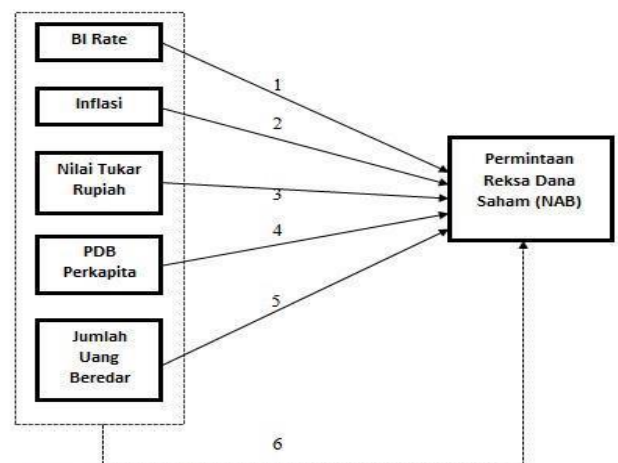 BI Rate
Inflasi
Nilai Tukar
Rupiah
PDB
Perkapita
Jumlah
Uang
Beredar
1
2
3
4
5
6
Permintaan
Reksa Dana
Saham (NAB)